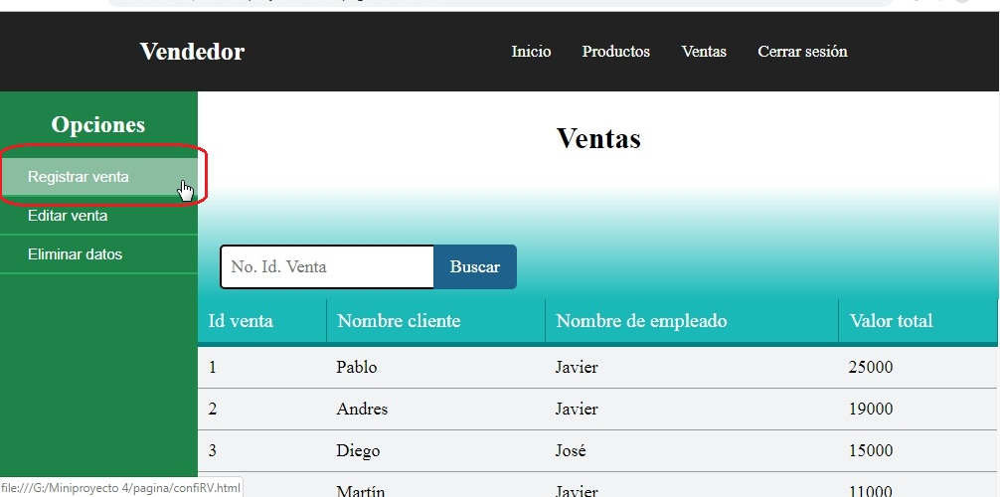 Vendedor Inicio Productos Ventas Cerrar sesión
Opciones
Registrar venta
Editar venta
Eliminar datos
Ventas
No. Id. Venta Buscar
Id venta Nombre cliente Nombre de empleado Valor total
1 Pablo Javier 25000
2 Andres Javier 19000
3 Diego José 15000
Martín Javier 11000
file:///G:/Miniproyecto 4/pagina/confiRV.html